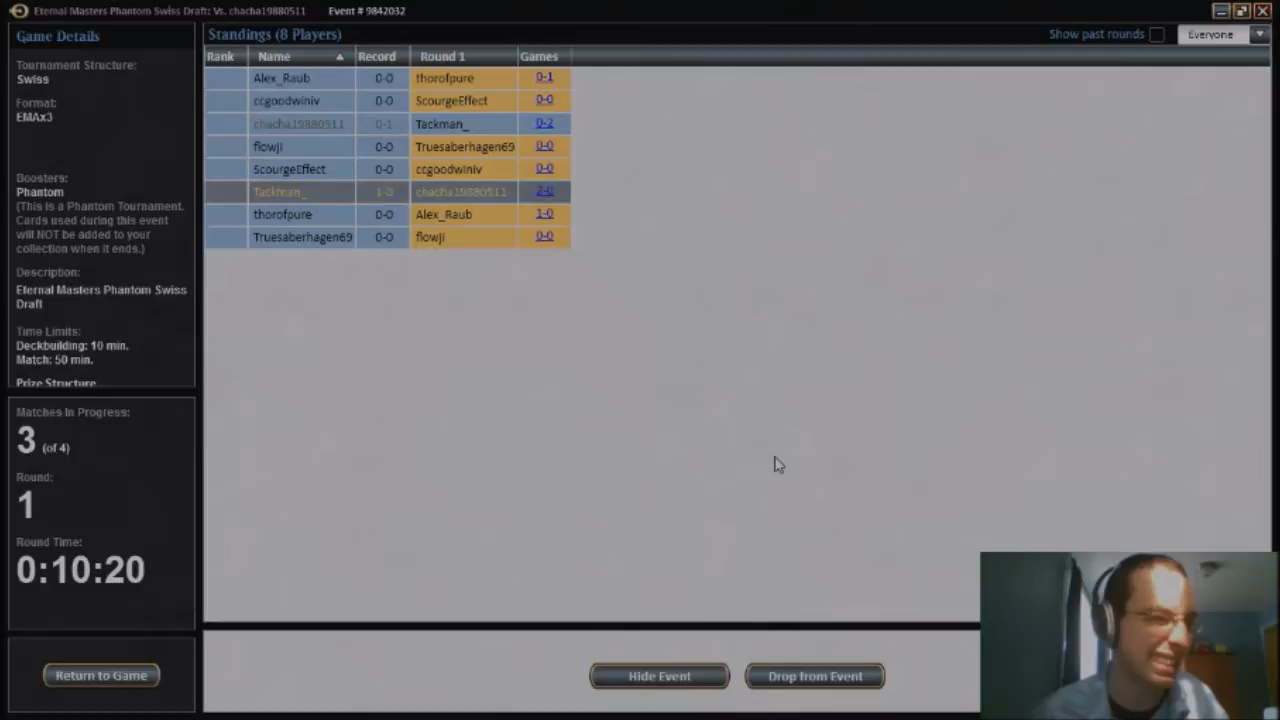 Eternal Masters Phantom Swiss Draft: Vs. chacha19880511 Event # 9842032
Game Details
Tournament Structure:
Swiss
Format:
EMAx3
Boosters:
Phantom
(This is a Phantom Tournament.
Cards used during this event
will NOT be added to your
collection when it ends.)
Description:
Eternal Masters Phantom Swiss
Draft
Time Limits:
Deckbuilding: 10 min.
Match: 50 min.
Prize Structure
Matches In Progress:
3 (of 4)
Round:
1
Round Time:
0:10:20
Return to Game
Standings (8 Players) Show past rounds Everyone
Rank Name Record Round 1 Games
Alex_Raub 0-0 thorofpure 0-1
ccgoodwiniv 0-0 ScourgeEffect 0-0
chacha19880511 0-1 Tackman_ 0-2
flowji 0-0 Truesaberhagen69 0-0
ScourgeEffect 0-0 ccgoodwiniv 0-0
Tackman_ 1-0 chacha19880511 2-0
thorofpure 0-0 Alex_Raub 1-0
Truesaberhagen69 0-0 flowji 0-0
Hide Event Drop from Event